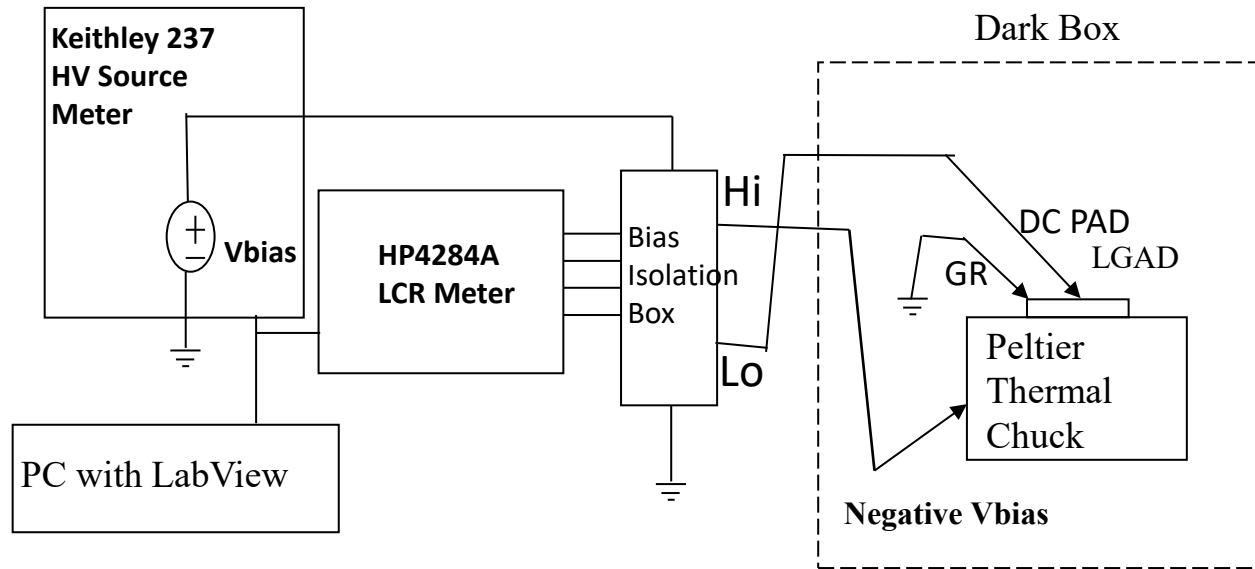 Keithley 237
HV Source
Meter
+
−
Vbias
HP4284A
LCR Meter
Bias
Isolation
Box
Hi
Lo
PC with LabView
Dark Box
DC PAD
LGAD
GR
Peltier
Thermal
Chuck
Negative Vbias